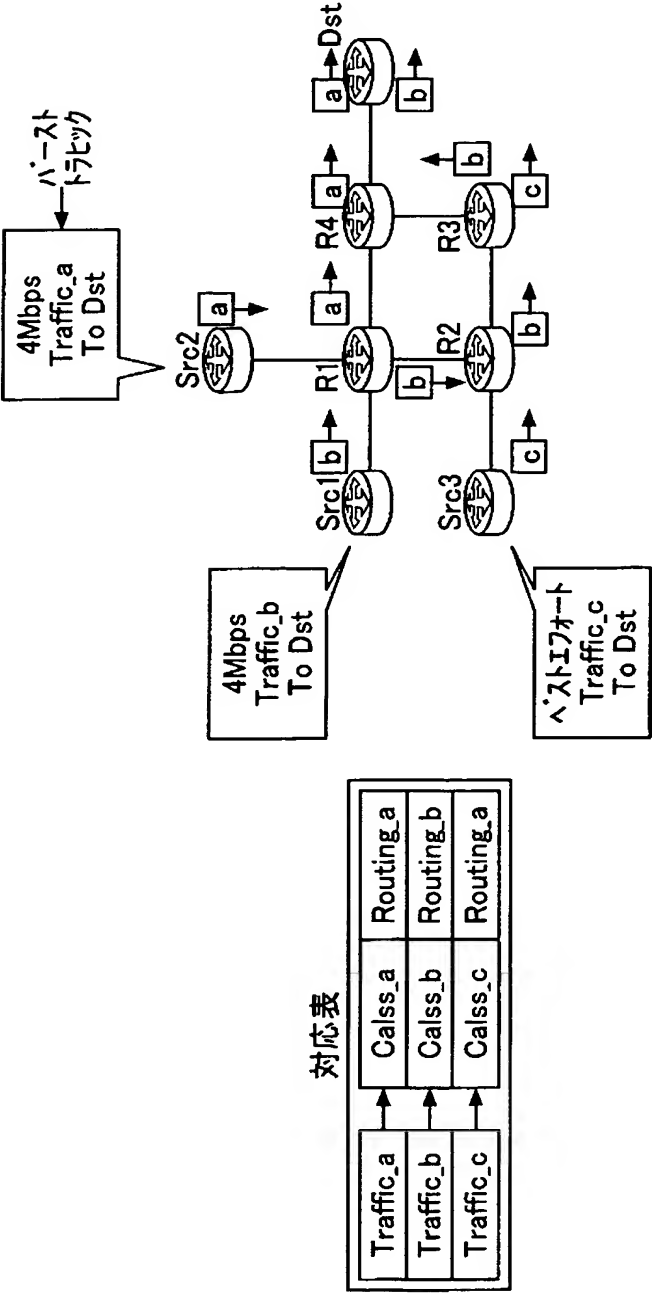 対応表
Traffic_a Calss_a Routing_a
Traffic_b Calss_b Routing_b
Traffic_c Calss_c Routing_a
4Mbps
Traffic_a
To Dst
バースト
トラヒック
Src2
a
4Mbps
Traffic_b
To Dst
Src1
b
R1
a
R4
a
Dst
a
b
b
b
ベストエフォート
Traffic_c
To Dst
Src3
c
R2
b
R3
c